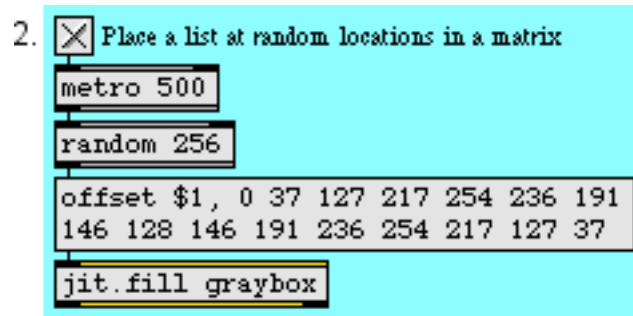 2. Place a list at random locations in a matrix
metro 500
random 256
offset $1, 0 37 127 217 254 236 191
146 128 146 191 236 254 217 127 37
jit.fill graybox